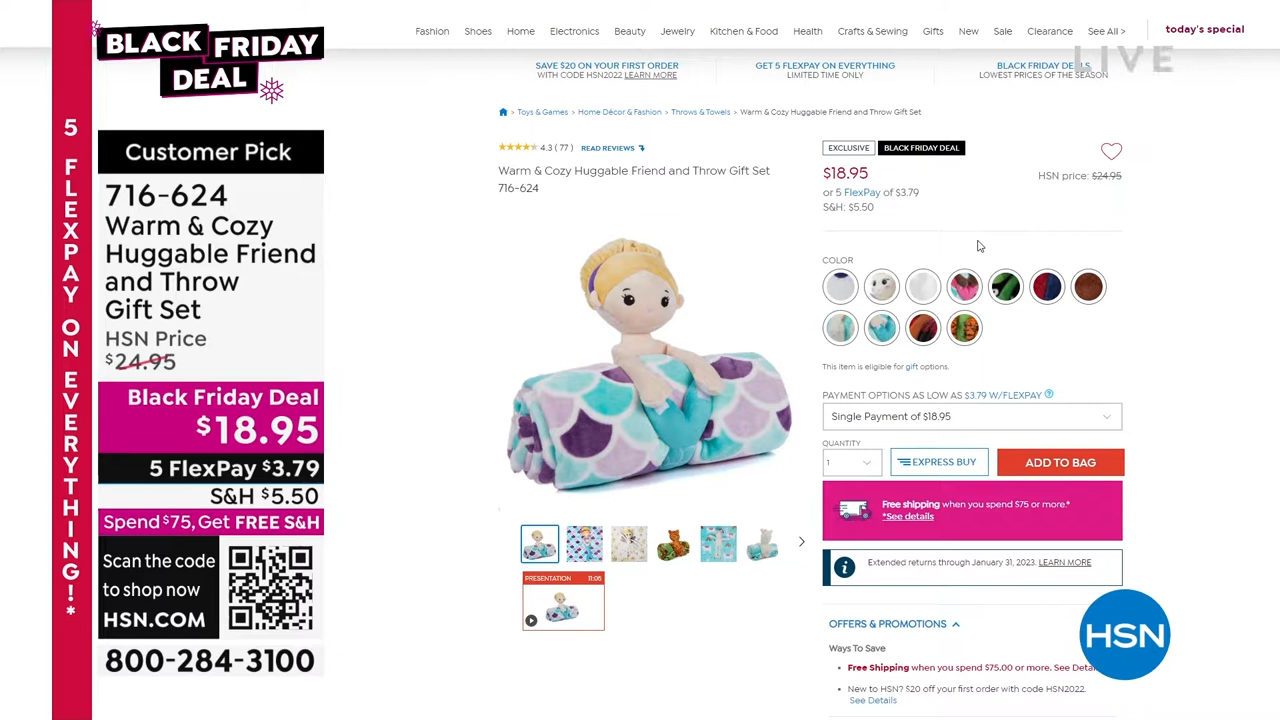 BLACK FRIDAY
DEAL
5 FLEXPAY ON EVERYTHING!*
Customer Pick
716-624
Warm & Cozy
Huggable Friend
and Throw
Gift Set
HSN Price
$24.95
Black Friday Deal
$18.95
5 FlexPay $3.79
S&H $5.50
Spend $75, Get FREE S&H
Scan the code
to shop now
HSN.COM
800-284-3100
Fashion Shoes Home Electronics Beauty Jewelry Kitchen & Food Health Crafts & Sewing Gifts New Sale Clearance See All > today's special
LIVE
SAVE $20 ON YOUR FIRST ORDER
WITH CODE HSN2022 LEARN MORE
GET 5 FLEXPAY ON EVERYTHING
LIMITED TIME ONLY
BLACK FRIDAY DEALS
LOWEST PRICES OF THE SEASON
> Toys & Games > Home Décor & Fashion > Throws & Towels > Warm & Cozy Huggable Friend and Throw Gift Set
4.3 ( 77 ) READ REVIEWS
Warm & Cozy Huggable Friend and Throw Gift Set
716-624
PRESENTATION 11:05
EXCLUSIVE BLACK FRIDAY DEAL
$18.95
HSN price: $24.95
or 5 FlexPay of $3.79
S&H: $5.50
COLOR
This item is eligible for gift options.
PAYMENT OPTIONS AS LOW AS $3.79 W/FLEXPAY ?
Single Payment of $18.95
QUANTITY
1 EXPRESS BUY ADD TO BAG
Free shipping when you spend $75 or more.*
*See details
Extended returns through January 31, 2023. LEARN MORE
OFFERS & PROMOTIONS
Ways To Save
Free Shipping when you spend $75.00 or more. See Deta
New to HSN? $20 off your first order with code HSN2022.
See Details
HSN